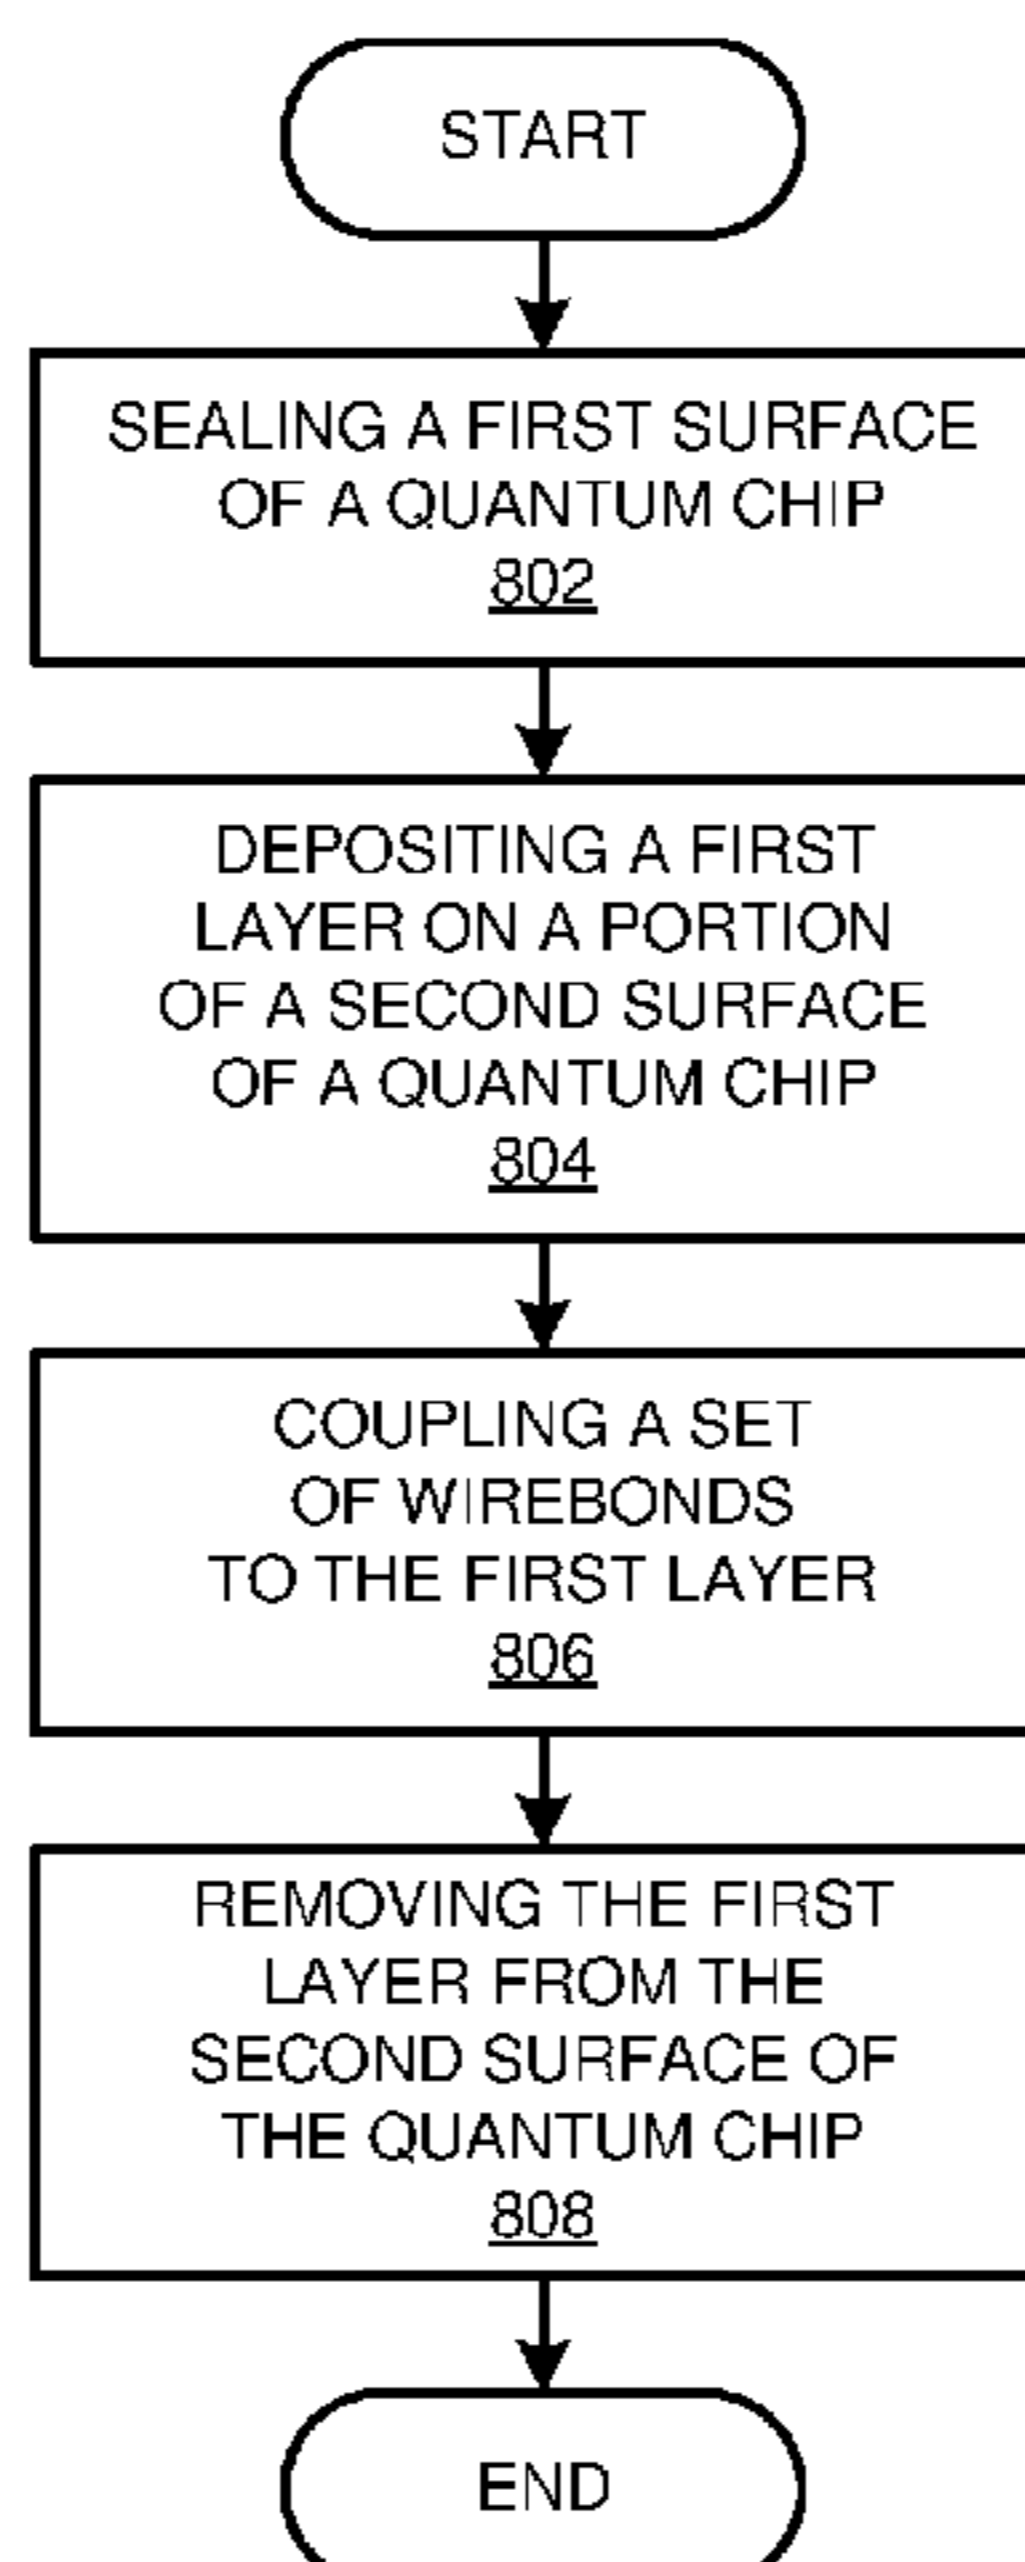 START
SEALING A FIRST SURFACE
OF A QUANTUM CHIP
802
DEPOSITING A FIRST
LAYER ON A PORTION
OF A SECOND SURFACE
OF A QUANTUM CHIP
804
COUPLING A SET
OF WIREBONDS
TO THE FIRST LAYER
806
REMOVING THE FIRST
LAYER FROM THE
SECOND SURFACE OF
THE QUANTUM CHIP
808
END